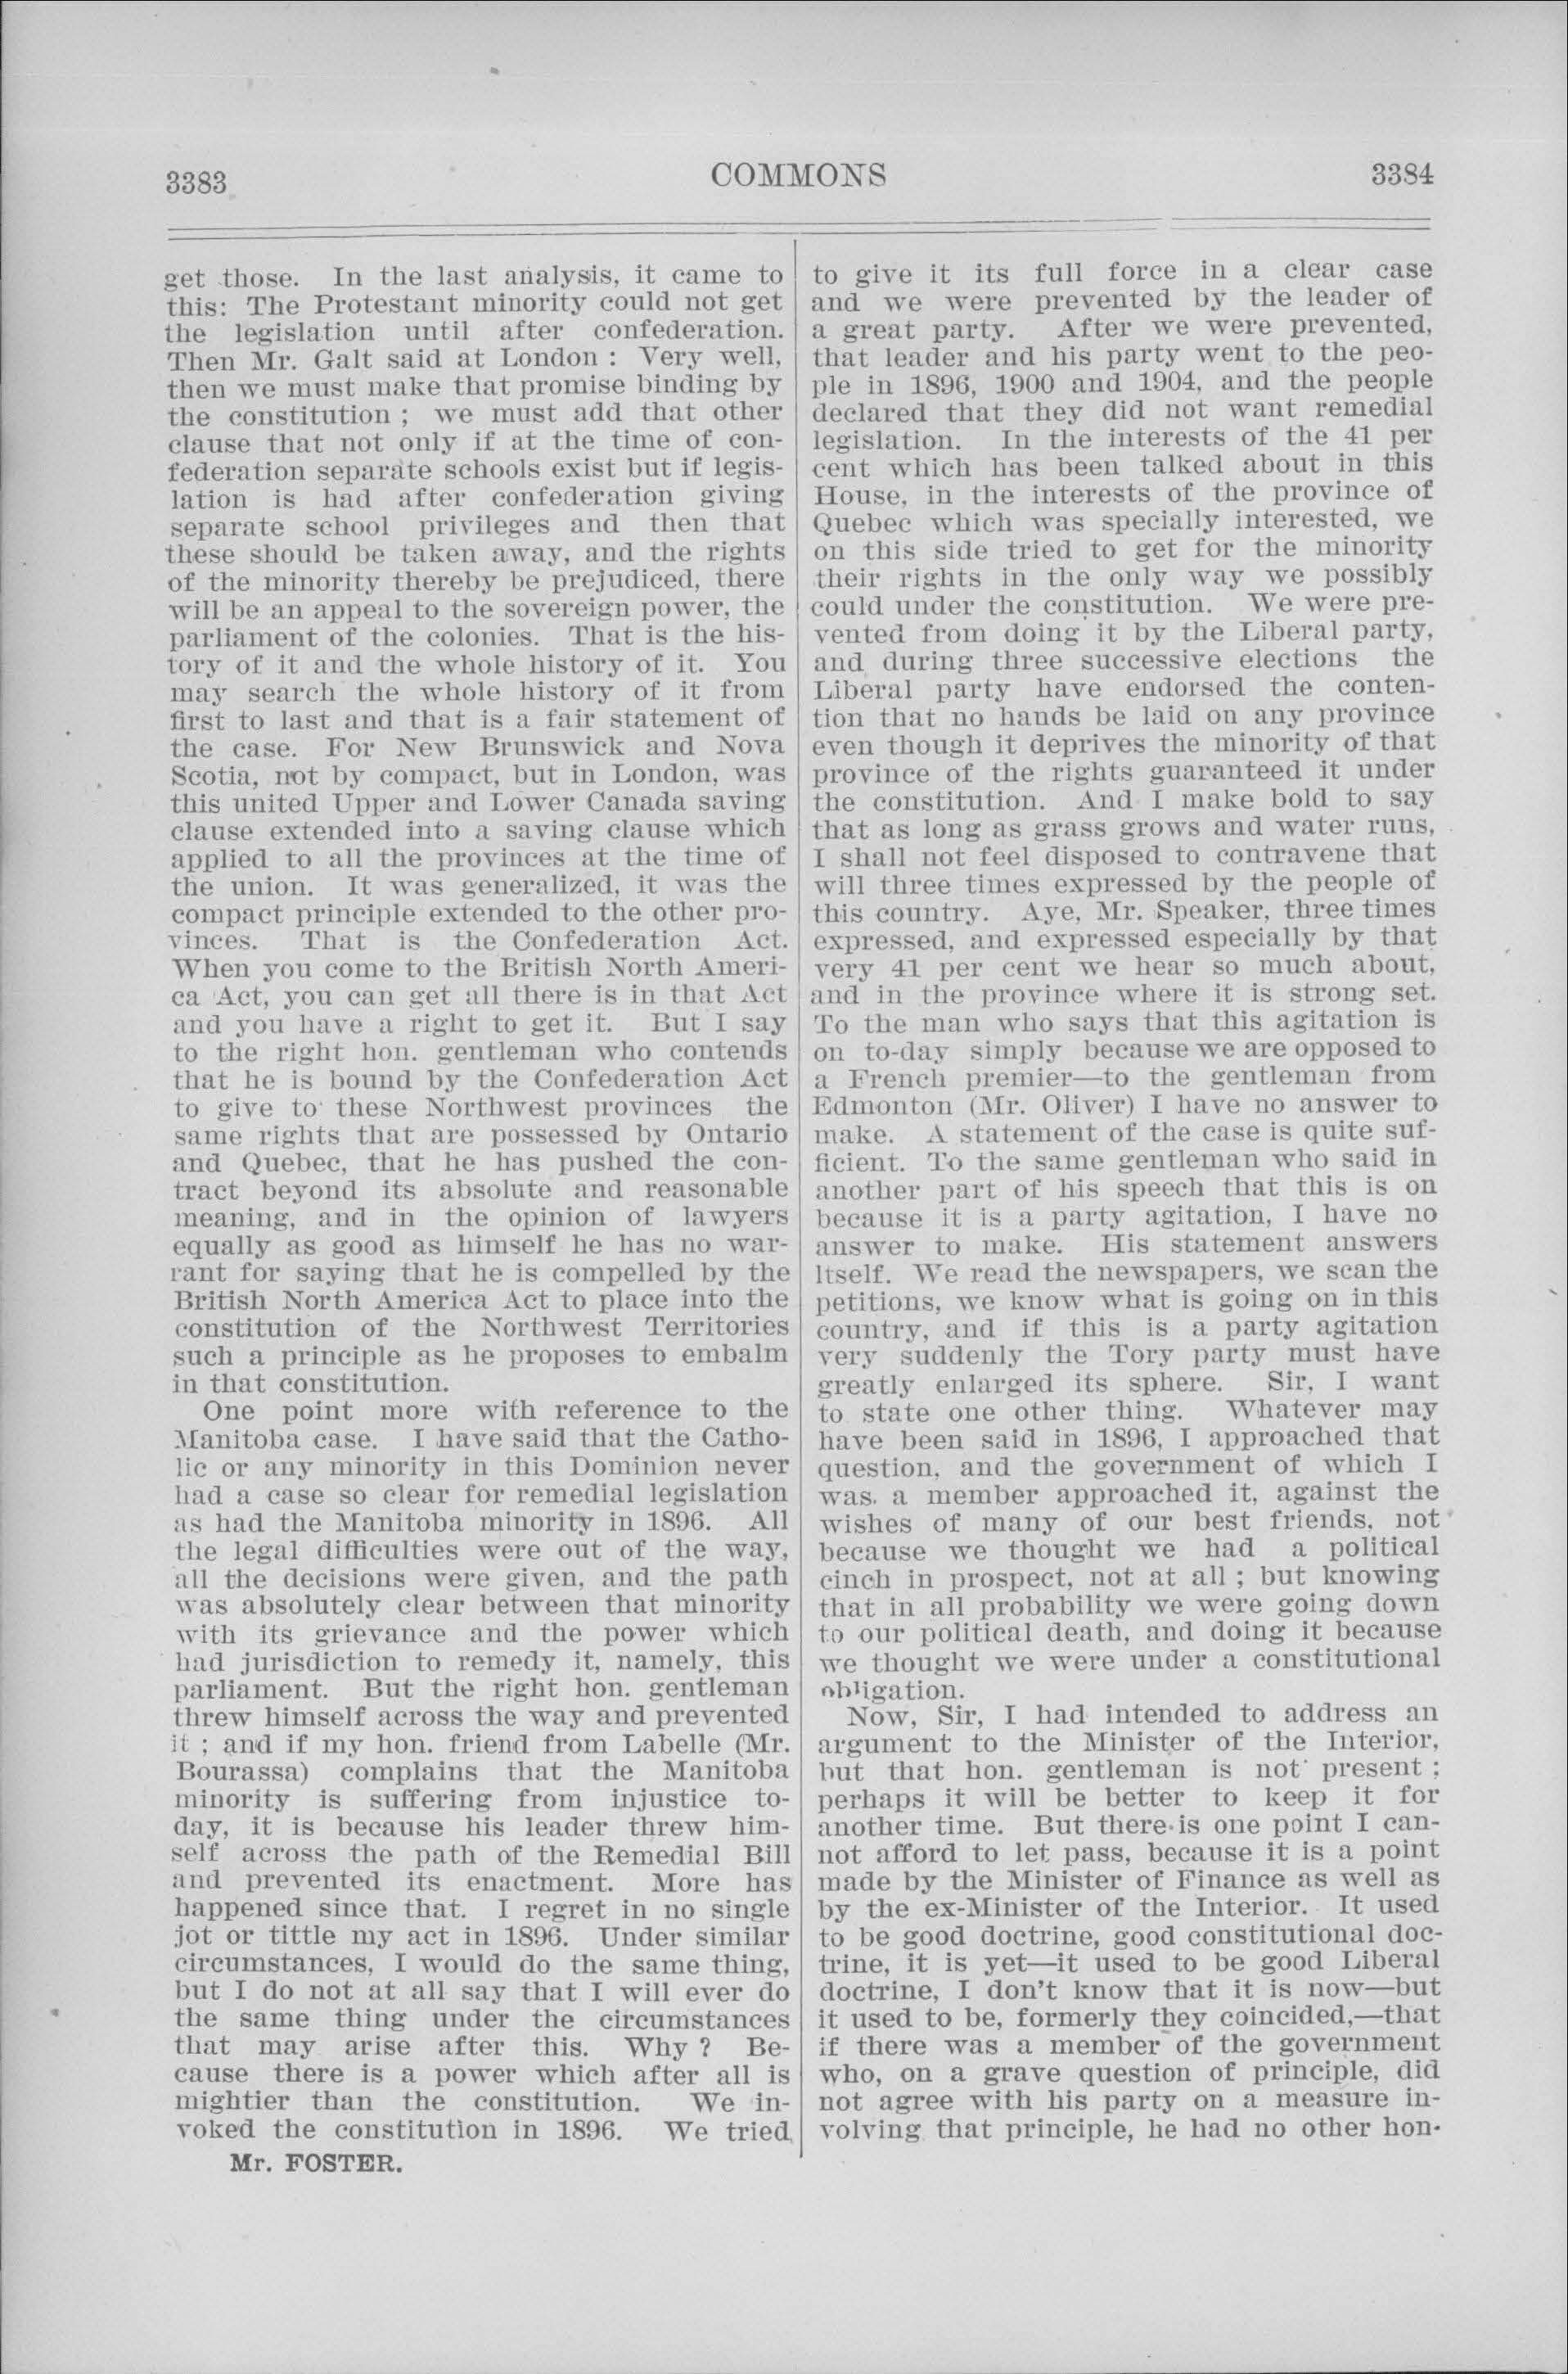 3383
COMMONS
3384
get those. In the last analysis, it came to
this: The Protestant minority could not get
the legislation until after confederation.
Then Mr. Galt said at London : Very well,
then we must make that promise binding by
the constitution ; we must add that other
clause that not only if at the time of con-
federation separate schools exist but if legis-
lation is had after confederation giving
separate school privileges and then that
these should be taken away, and the rights
of the minority thereby be prejudiced, there
will be an appeal to the sovereign power, the
parliament of the colonies. That is the his-
tory of it and the whole history of it. You
may search the whole history of it from
first to last and that is a fair statement of
the case. For New Brunswick and Nova
Scotia, not by compact, but in London, was
this united Upper and Lower Canada saving
clause extended into a saving clause which
applied to all the provinces at the time of
the union. It was generalized, it was the
compact principle extended to the other pro-
vinces. That is the Confederation Act.
When you come to the British North Ameri-
ca Act, you can get all there is in that Act
and you have a right to get it. But I say
to the right hon. gentleman who contends
that he is bound by the Confederation Act
to give to these Northwest provinces the
same rights that are possessed by Ontario
and Quebec, that he has pushed the con-
tract beyond its absolute and reasonable
meaning, and in the opinion of lawyers
equally as good as himself he has no war-
rant for saying that he is compelled by the
British North America Act to place into the
constitution of the Northwest Territories
such a principle as he proposes to embalm
in that constitution.
One point more with reference to the
Manitoba case. I have said that the Catho-
lic or any minority in this Dominion never
had a case so clear for remedial legislation
as had the Manitoba minority in 1896. All
the legal difficulties were out of the way,
all the decisions were given, and the path
was absolutely clear between that minority
with its grievance and the power which
had jurisdiction to remedy it, namely, this
parliament. But the right hon. gentleman
threw himself across the way and prevented
it ; and if my hon. friend from Labelle (Mr.
Bourassa) complains that the Manitoba
minority is suffering from injustice to-
day, it is because his leader threw him-
self across the path of the Remedial Bill
and prevented its enactment. More has
happened since that. I regret in no single
jot or tittle my act in 1896. Under similar
circumstances, I would do the same thing,
but I do not at all say that I will ever do
the same thing under the circumstances
that may arise after this. Why ? Be-
cause there is a power which after all is
mightier than the constitution. We in-
voked the constitution in 1896. We tried
Mr. FOSTER.
to give it its full force in a clear case
and we were prevented by the leader of
a great party. After we were prevented,
that leader and his party went to the peo-
ple in 1896, 1900 and 1904, and the people
declared that they did not want remedial
legislation. In the interests of the 41 per
cent which has been talked about in this
House, in the interests of the province of
Quebec which was specially interested, we
on this side tried to get for the minority
their rights in the only way we possibly
could under the constitution. We were pre-
vented from doing it by the Liberal party,
and during three successive elections the
Liberal party have endorsed the conten-
tion that no hands be laid on any province
even though it deprives the minority of that
province of the rights guaranteed it under
the constitution. And I make bold to say
that as long as grass grows and water runs,
I shall not feel disposed to contravene that
will three times expressed by the people of
this country. Aye, Mr. Speaker, three times
expressed, and expressed especially by that
very 41 per cent we hear so much about,
and in the province where it is strong set.
To the man who says that this agitation is
on to-day simply because we are opposed to
a French premier—to the gentleman from
Edmonton (Mr. Oliver) I have no answer to
make. A statement of the case is quite suf-
ficient. To the same gentleman who said in
another part of his speech that this is on
because it is a party agitation, I have no
answer to make. His statement answers
itself. We read the newspapers, we scan the
petitions, we know what is going on in this
country, and if this is a party agitation
very suddenly the Tory party must have
greatly enlarged its sphere. Sir, I want
to state one other thing. Whatever may
have been said in 1896, I approached that
question, and the government of which I
was. a member approached it, against the
wishes of many of our best friends, not
because we thought we had a political
cinch in prospect, not at all ; but knowing
that in all probability we were going down
to our political death, and doing it because
we thought we were under a constitutional
obligation.
Now, Sir, I had intended to address an
argument to the Minister of the Interior,
but that hon. gentleman is not present ;
perhaps it will be better to keep it for
another time. But there is one point I can-
not afford to let pass, because it is a point
made by the Minister of Finance as well as
by the ex-Minister of the Interior. It used
to be good doctrine, good constitutional doc-
trine, it is yet—it used to be good Liberal
doctrine, I don't know that it is now—but
it used to be, formerly they coincided,—that
if there was a member of the government
who, on a grave question of principle, did
not agree with his party on a measure in-
volving that principle, he had no other hon-